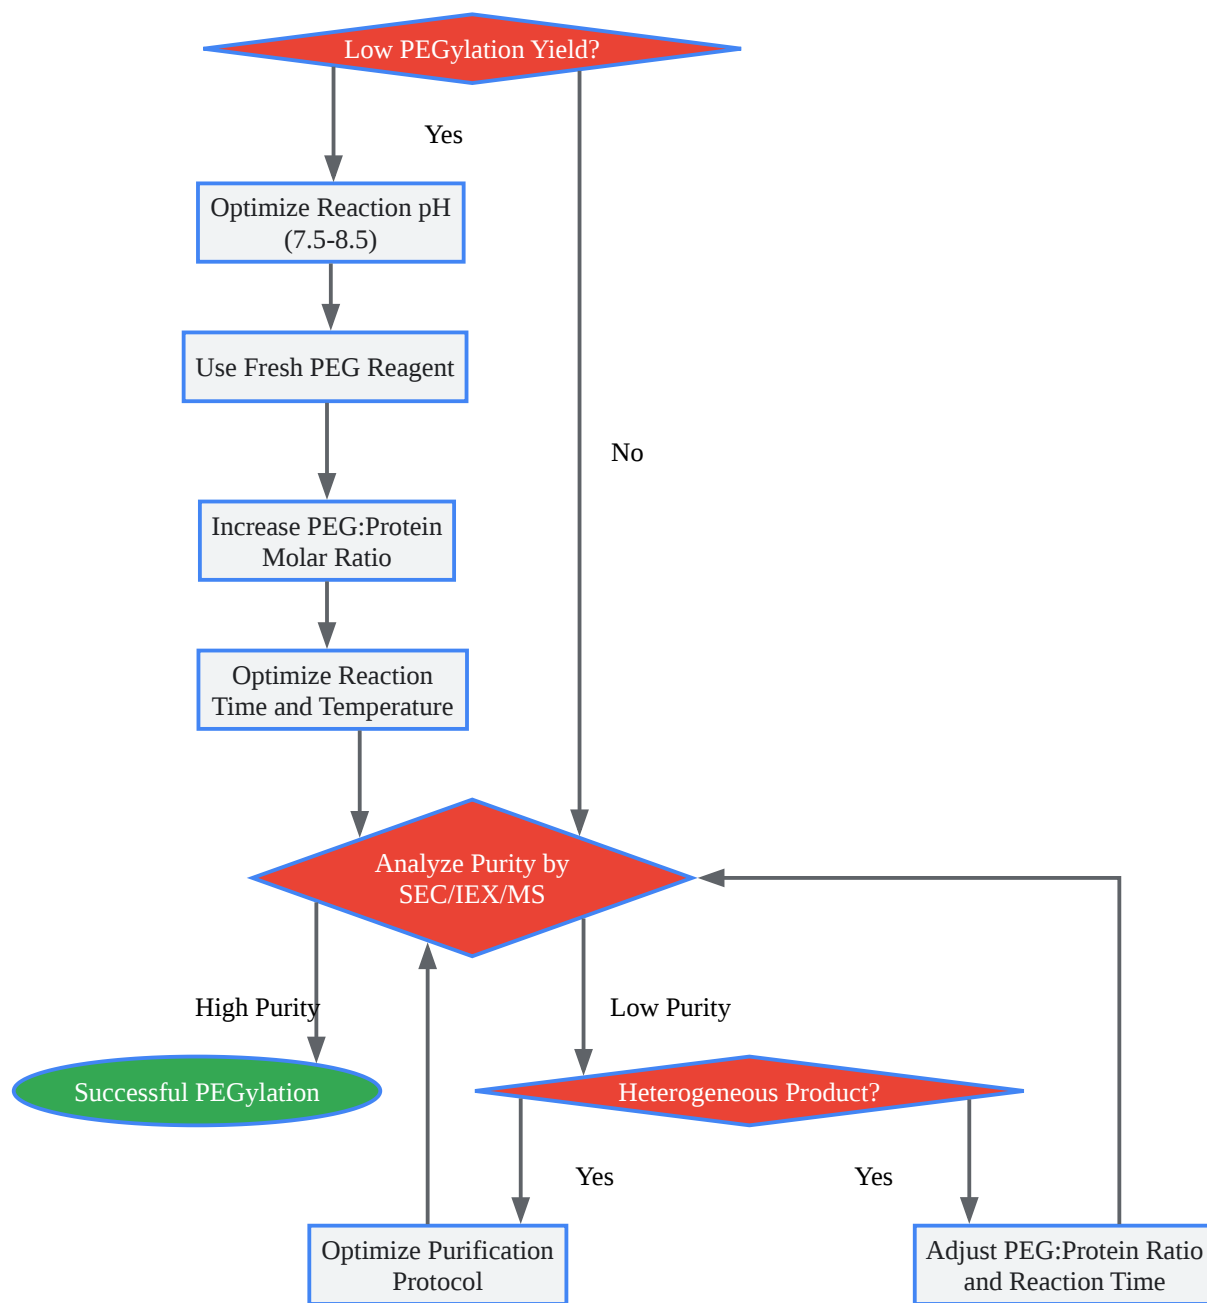 Low PEGylation Yield?
Yes
Optimize Reaction pH
(7.5-8.5)
Use Fresh PEG Reagent
No
Increase PEG:Protein
Molar Ratio
Optimize Reaction
Time and Temperature
Analyze Purity by
SEC/IEX/MS
High Purity
Low Purity
Successful PEGylation
Heterogeneous Product?
Yes
Yes
Optimize Purification
Protocol
Adjust PEG:Protein Ratio
and Reaction Time